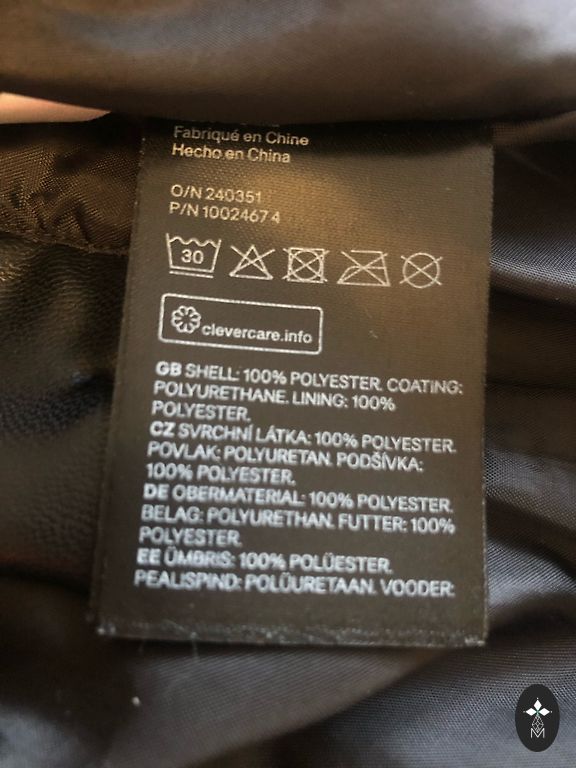 Fabriqué en Chine
Hecho en China
O/N 240351
P/N 10024674
30
clevercare.info
GB SHELL: 100% POLYESTER. COATING:
POLYURETHANE. LINING: 100%
POLYESTER.
CZ SVRCHNÍ LÁTKA: 100% POLYESTER.
POVLAK: POLYURETAN. PODŠÍVKA:
100% POLYESTER.
DE OBERMATERIAL: 100% POLYESTER.
BELAG: POLYURETHAN. FUTTER: 100%
POLYESTER.
EE ÜMBRIS: 100% POLÜESTER.
PEALISPIND: POLÜURETAAN. VOODER:
M